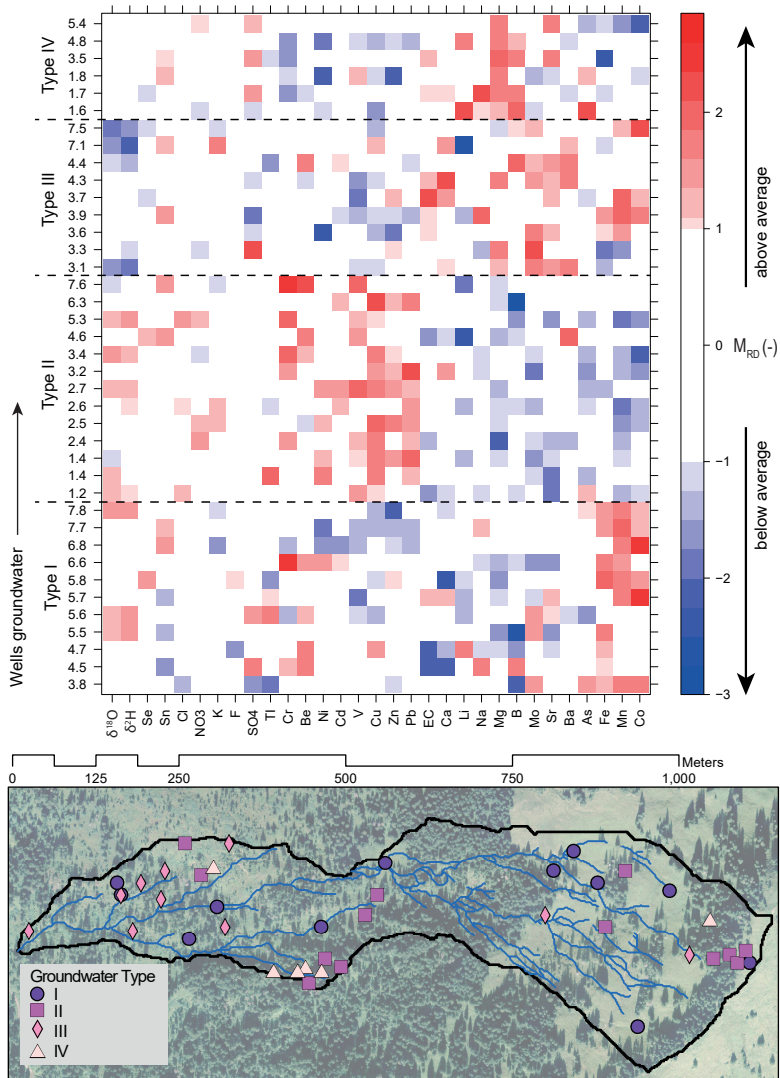 5.4
4.8
3.5
1.8
1.7
1.6
Type IV
7.5
7.1
4.4
4.3
3.7
3.9
3.6
3.3
3.1
Type III
7.6
6.3
5.3
4.6
3.4
3.2
2.7
2.6
2.5
2.4
1.4
1.4
1.2
Type II
7.8
7.7
6.8
6.6
5.8
5.7
5.6
5.5
4.7
4.5
3.8
Type I
Wells groundwater
δ18O
δ2H
Se
Sn
Cl
NO3
K
F
SO4
Tl
Cr
Be
Ni
Cd
V
Cu
Zn
Pb
EC
Ca
Li
Na
Mg
B
Mo
Sr
Ba
As
Fe
Mn
Co
2
1
0
−1
−2
−3
above average
MRD (-)
below average
0 125 250 500 750 1,000 Meters
Groundwater Type
I
II
III
IV